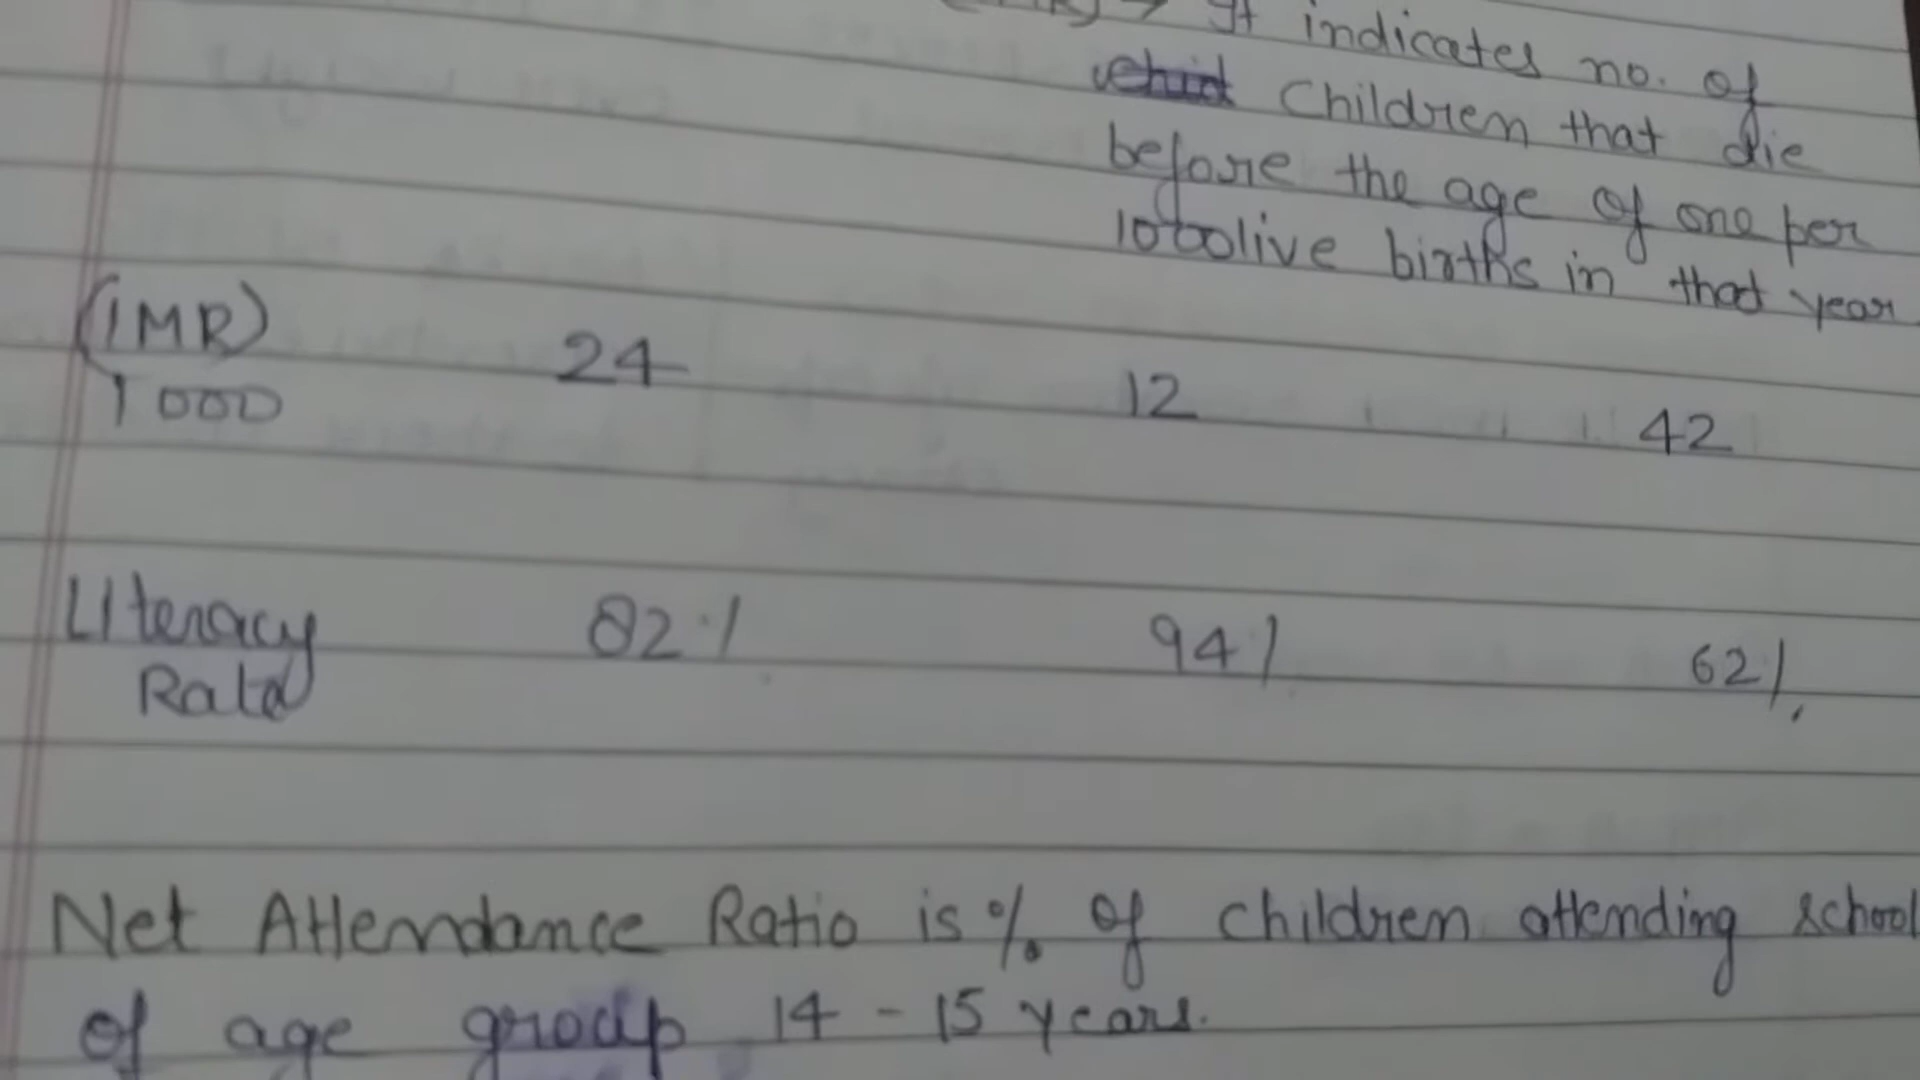 It indicates no. of
Children that die
before the age of one per
1000 live births in that year
(IMR) 24 12 42
1000
Literacy 82% 94% 62%
Rate
Net Attendance Ratio is % of children attending school
of age group 14 - 15 years.